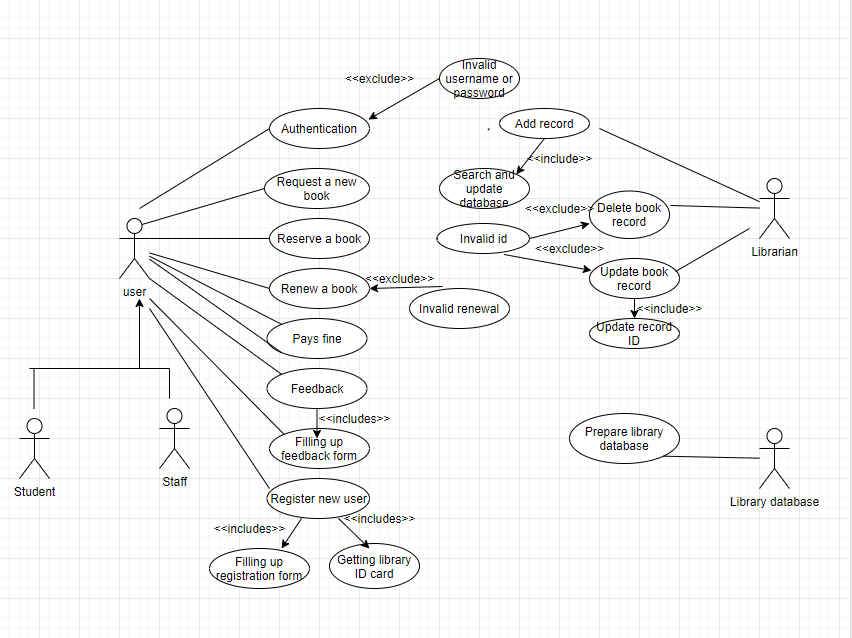 Invalid
username or
password
<<exclude>>
Authentication
Add record
<<include>>
Search and
update
database
Request a new
book
<<exclude>>
Delete book
record
Reserve a book
Invalid id
<<exclude>>
Librarian
Renew a book
<<exclude>>
Update book
record
user
Invalid renewal
<<include>>
Update record
ID
Pays fine
Feedback
<<includes>>
Filling up
feedback form
Prepare library
database
Student
Staff
Register new user
Library database
<<includes>>
<<includes>>
Filling up
registration form
Getting library
ID card